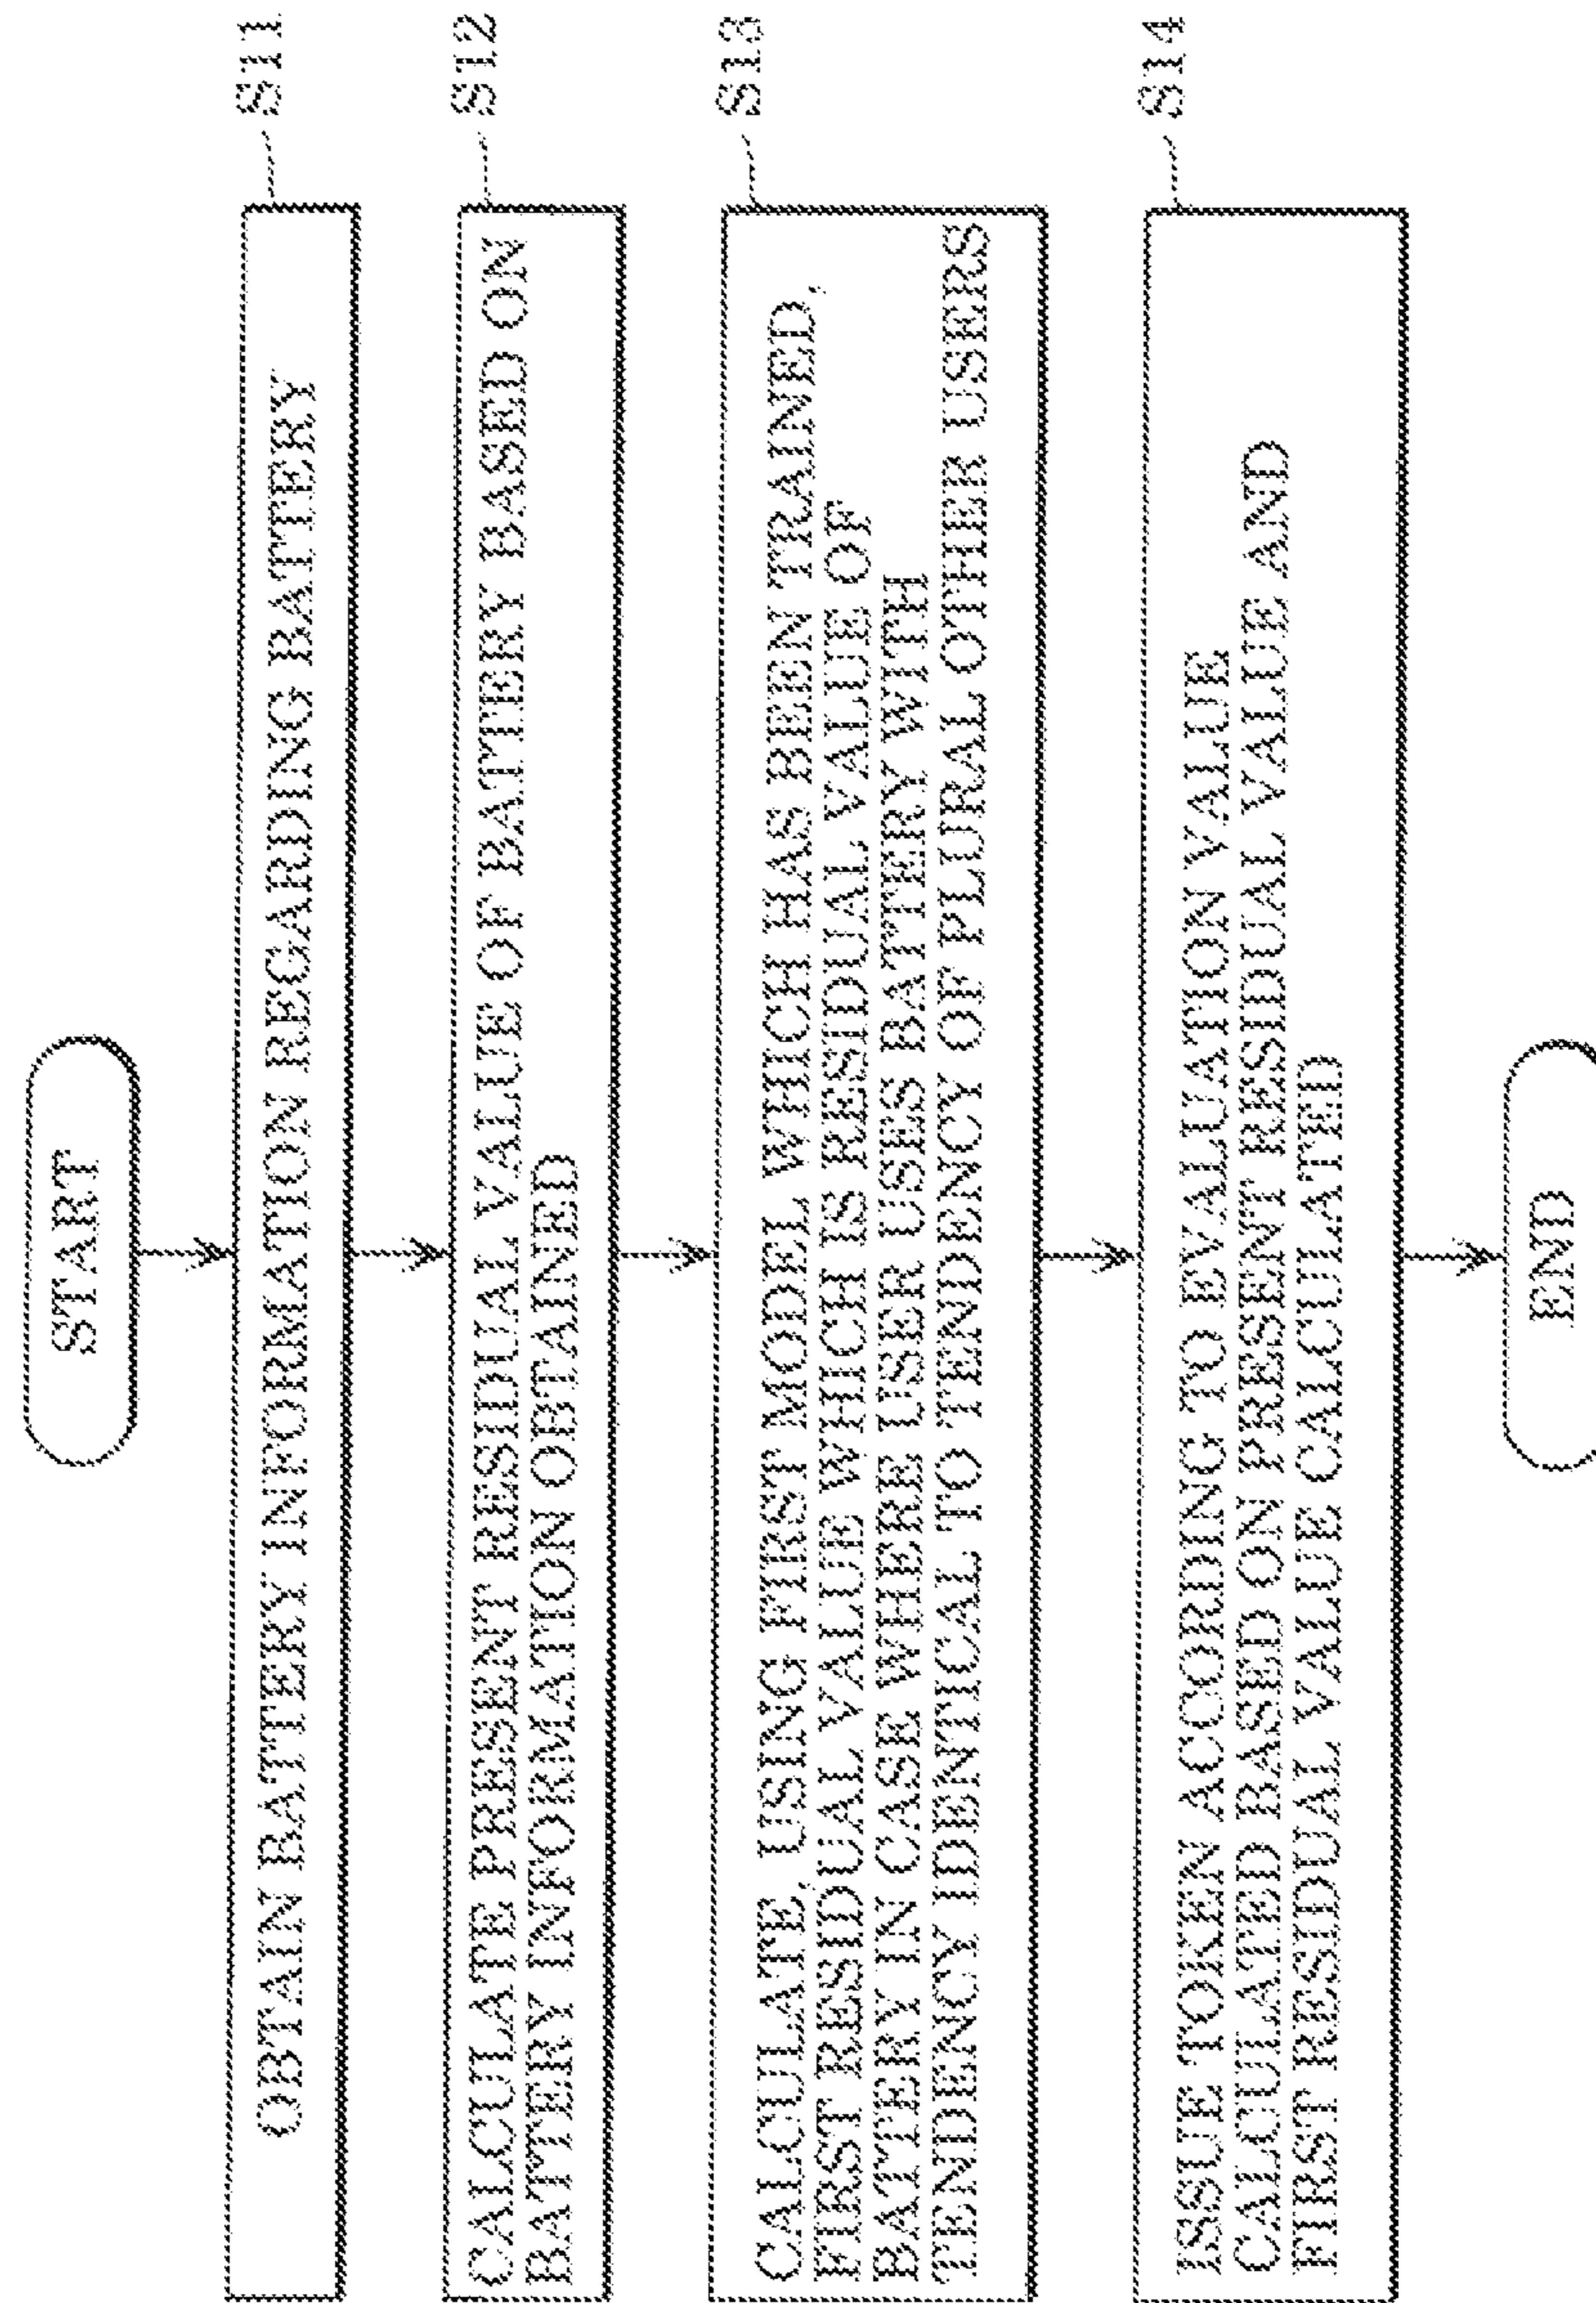 START
OBTAIN BATTERY INFORMATION REGARDING BATTERY
S11
CALCULATE PRESENT RESIDUAL VALUE OF BATTERY BASED ON
BATTERY INFORMATION OBTAINED
S12
CALCULATE, USING FIRST MODEL WHICH HAS BEEN TRAINED,
FIRST RESIDUAL VALUE WHICH IS RESIDUAL VALUE OF
BATTERY IN CASE WHERE USER USES BATTERY WITH
TENDENCY IDENTICAL TO TENDENCY OF PLURAL OTHER USERS
S13
ISSUE TOKEN ACCORDING TO EVALUATION VALUE
CALCULATED BASED ON PRESENT RESIDUAL VALUE AND
FIRST RESIDUAL VALUE CALCULATED
S14
END